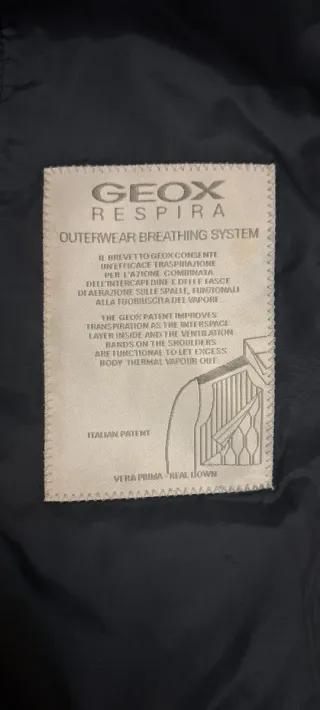 GEOX
RESPIRA
OUTERWEAR BREATHING SYSTEM
IL BREVETTO GEOX CONSENTE
UN'EFFICACE TRASPIRAZIONE
PER L'AZIONE COMBINATA
DELL'INTERCAPEDINE E DELLE FASCE
DI AERAZIONE SULLE SPALLE, FUNZIONALI
ALLA FUORIUSCITA DEL VAPORE
THE GEOX PATENT IMPROVES
TRANSPIRATION AS THE INTERSPACE
LAYER INSIDE AND THE VENTILATION
BANDS ON THE SHOULDERS
ARE FUNCTIONAL TO LET EXCESS
BODY THERMAL VAPOUR OUT
ITALIAN PATENT
VERA PIUMA - REAL DOWN